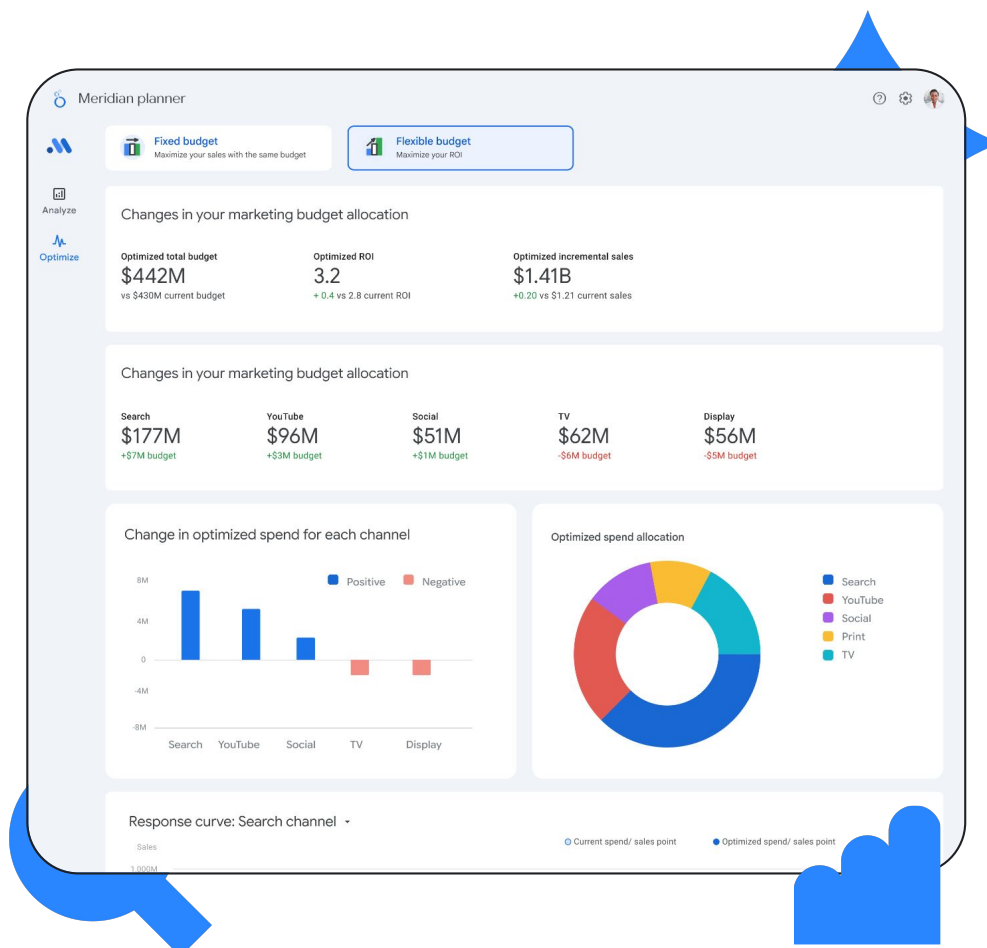 Meridian planner
Fixed budget
Maximize your sales with the same budget
Flexible budget
Maximize your ROI
Analyze
Optimize
Changes in your marketing budget allocation
Optimized total budget
$442M
vs $430M current budget
Optimized ROI
3.2
+ 0.4 vs 2.8 current ROI
Optimized incremental sales
$1.41B
+0.20 vs $1.21 current sales
Changes in your marketing budget allocation
Search
$177M
+$7M budget
YouTube
$96M
+$3M budget
Social
$51M
+$1M budget
TV
$62M
-$6M budget
Display
$56M
-$5M budget
Change in optimized spend for each channel
Positive
Negative
8M
4M
0
-4M
-8M
Search
YouTube
Social
TV
Display
Optimized spend allocation
Search
YouTube
Social
Print
TV
Response curve: Search channel
Current spend/ sales point
Optimized spend/ sales point
Sales
1,000M